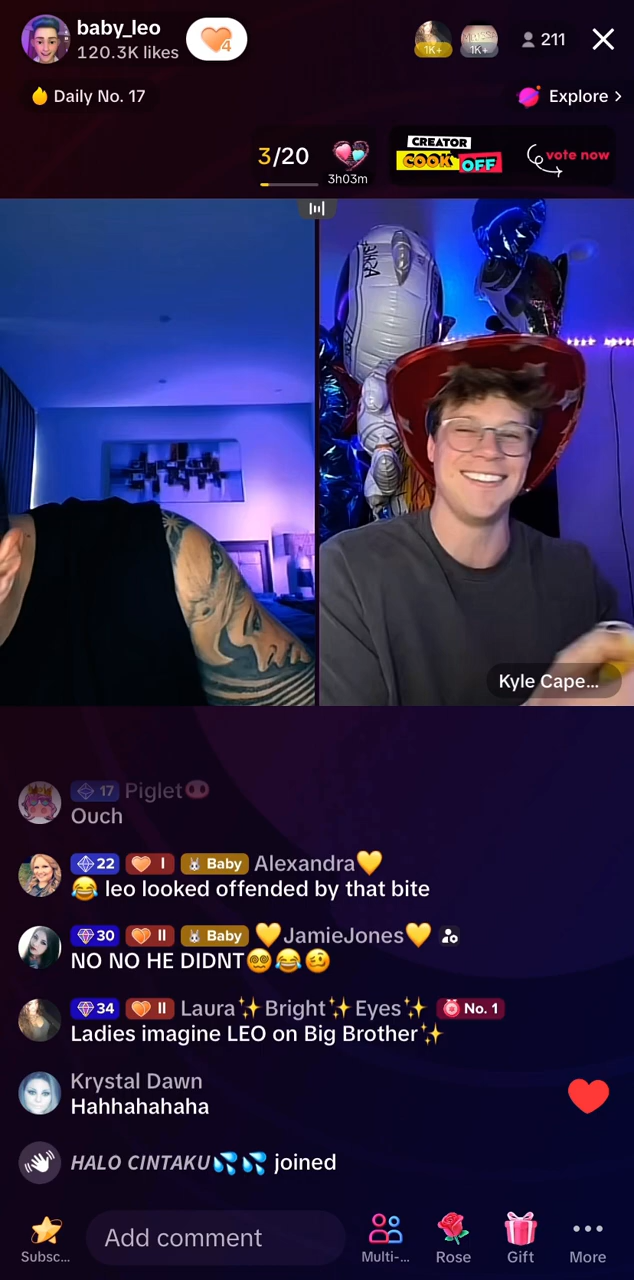 baby_leo
120.3K likes
4
1K+
1K+
211
Daily No. 17
Explore >
3/20
3h03m
CREATOR
COOK OFF
vote now
Kyle Cape...
17 Piglet🐽
Ouch
22 I Baby Alexandra💛
😂 leo looked offended by that bite
30 II Baby 💛JamieJones💛
NO NO HE DIDNT😵‍💫😂🥴
34 II Laura✨Bright✨Eyes✨ No. 1
Ladies imagine LEO on Big Brother✨
Krystal Dawn
Hahhahahaha
HALO CINTAKU💦💦 joined
Subsc...
Add comment
Multi-...
Rose
Gift
More